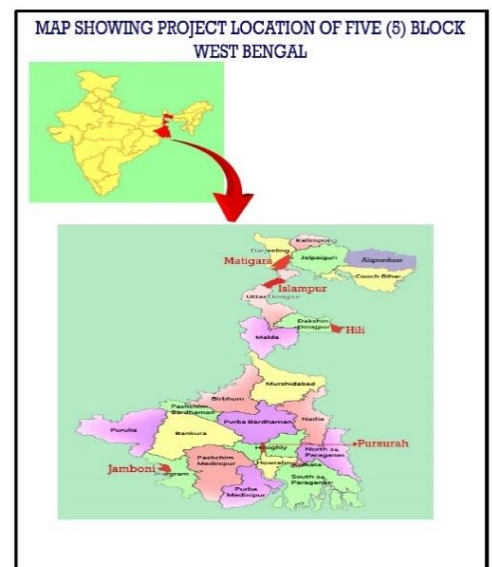 MAP SHOWING PROJECT LOCATION OF FIVE (5) BLOCK
WEST BENGAL
Kalimpong
Darjeeling
Matigara
Jalpaiguri
Alipurduar
Cooch Bihar
Islampur
Uttar Dinajpur
Dakshin
Dinajpur
Hili
Malda
Murshidabad
Birbhum
Paschim
Bardhaman
Nadia
Purba Bardhaman
Purulia
Bankura
Hooghly
Pursurah
North 24
Paraganas
Paschim
Medinipur
Howrah
Kolkata
Jamboni
South 24
Paraganas
Purba
Medinipur